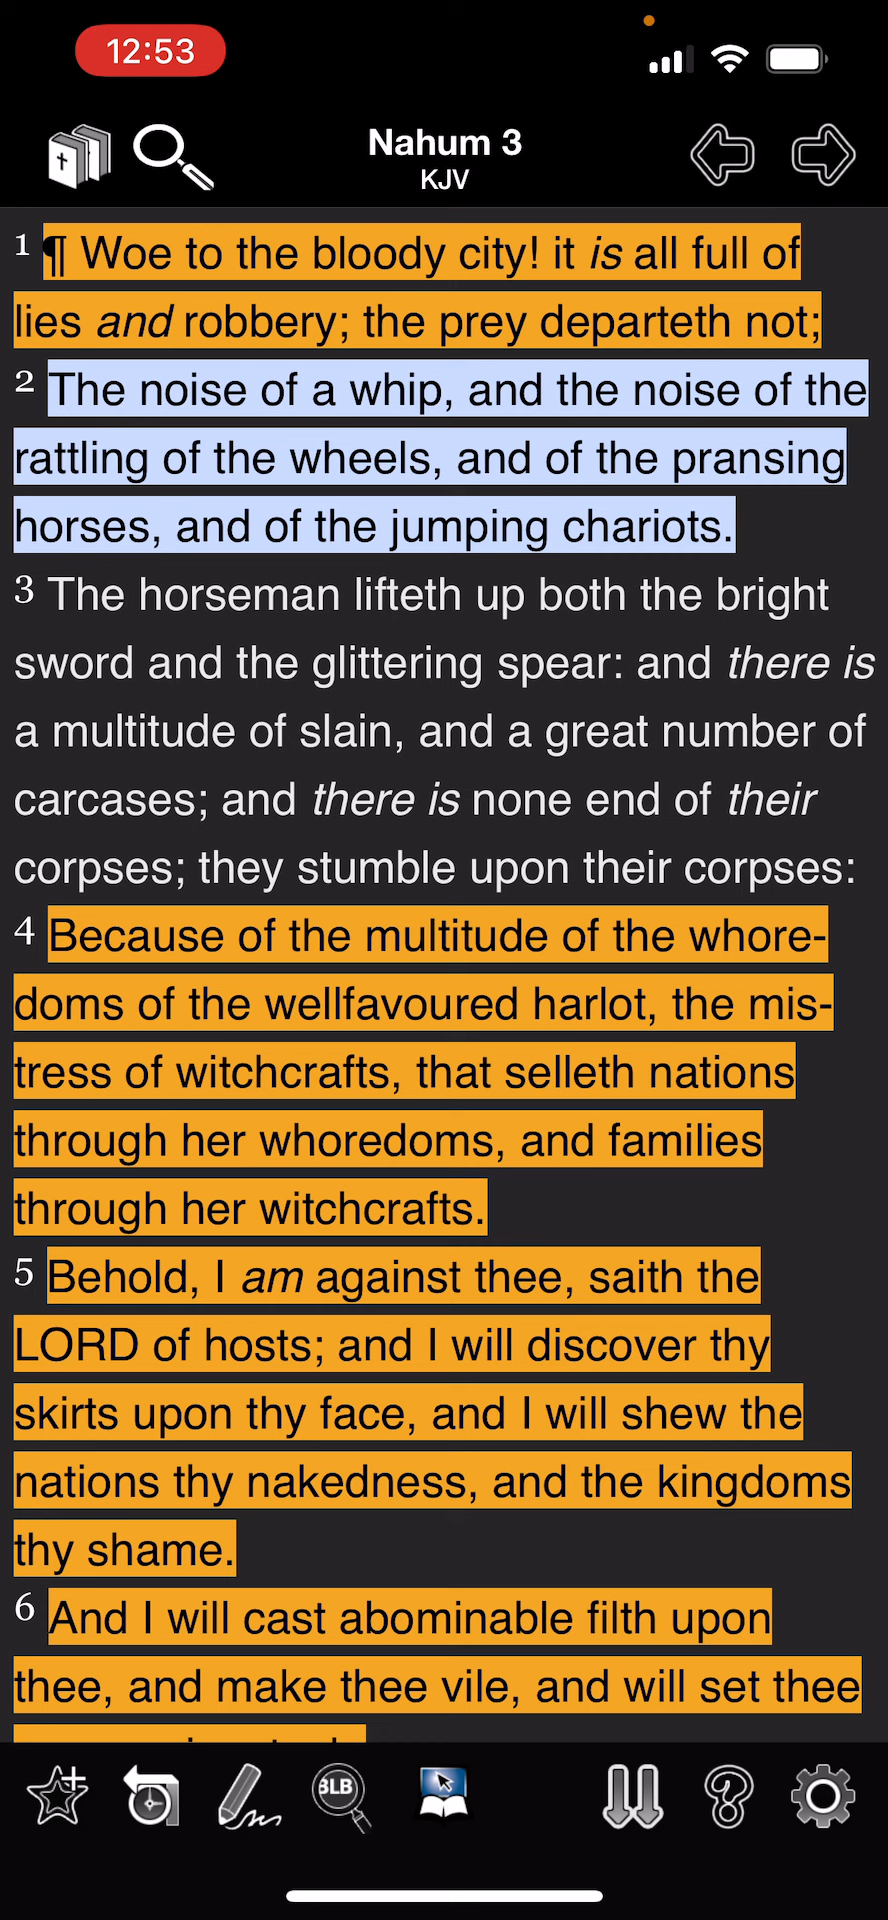 12:53
Nahum 3
KJV
1 ¶ Woe to the bloody city! it is all full of
lies and robbery; the prey departeth not;
2 The noise of a whip, and the noise of the
rattling of the wheels, and of the pransing
horses, and of the jumping chariots.
3 The horseman lifteth up both the bright
sword and the glittering spear: and there is
a multitude of slain, and a great number of
carcases; and there is none end of their
corpses; they stumble upon their corpses:
4 Because of the multitude of the whore-
doms of the wellfavoured harlot, the mis-
tress of witchcrafts, that selleth nations
through her whoredoms, and families
through her witchcrafts.
5 Behold, I am against thee, saith the
LORD of hosts; and I will discover thy
skirts upon thy face, and I will shew the
nations thy nakedness, and the kingdoms
thy shame.
6 And I will cast abominable filth upon
thee, and make thee vile, and will set thee
BLB